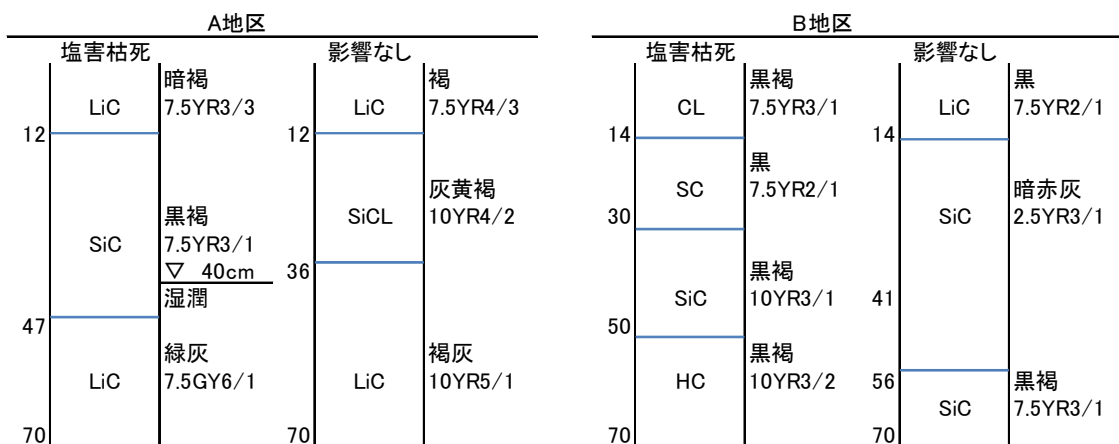 A地区
塩害枯死
影響なし
暗褐
LiC
7.5YR3/3
12
黒褐
SiC
7.5YR3/1
▽ 40cm
湿潤
47
緑灰
LiC
7.5GY6/1
70
褐
LiC
7.5YR4/3
12
灰黄褐
SiCL
10YR4/2
36
褐灰
LiC
10YR5/1
70
B地区
塩害枯死
影響なし
黒褐
CL
7.5YR3/1
14
黒
SC
7.5YR2/1
30
黒褐
SiC
10YR3/1
50
黒褐
HC
10YR3/2
70
黒
LiC
7.5YR2/1
14
暗赤灰
SiC
2.5YR3/1
41
56
黒褐
SiC
7.5YR3/1
70